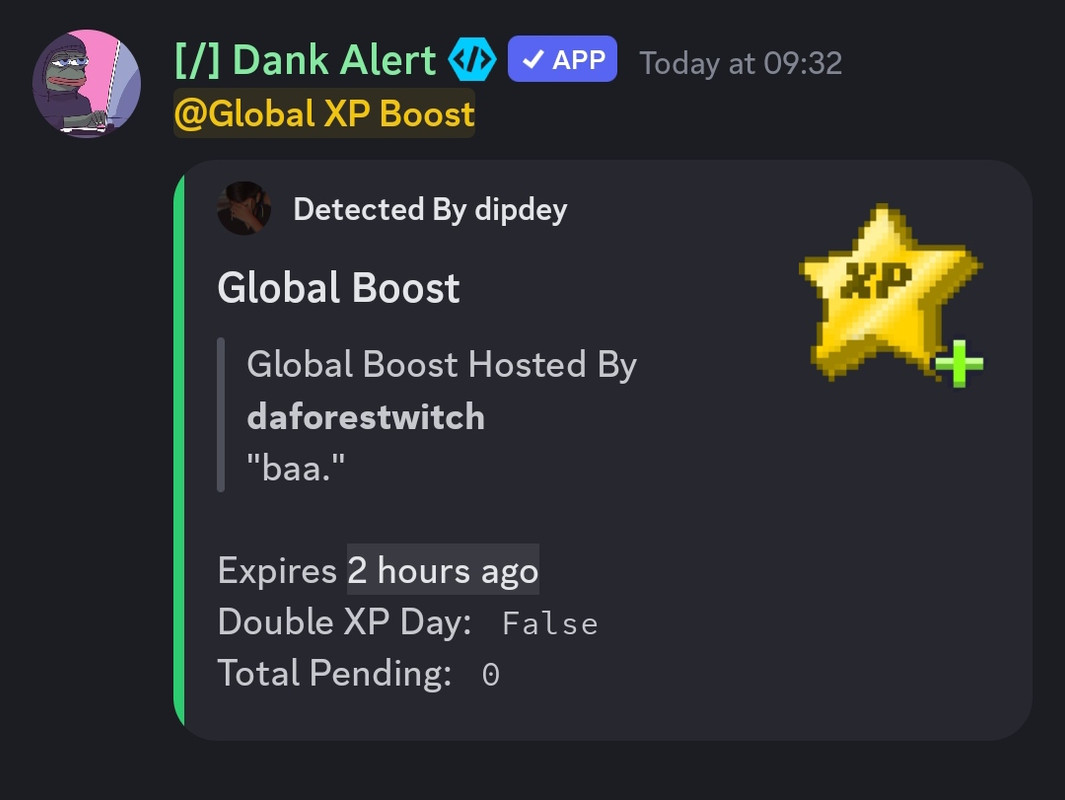 [/] Dank Alert </> ✓ APP Today at 09:32
@Global XP Boost
Detected By dipdey
XP
Global Boost
Global Boost Hosted By
daforestwitch
"baa."
Expires 2 hours ago
Double XP Day: False
Total Pending: 0